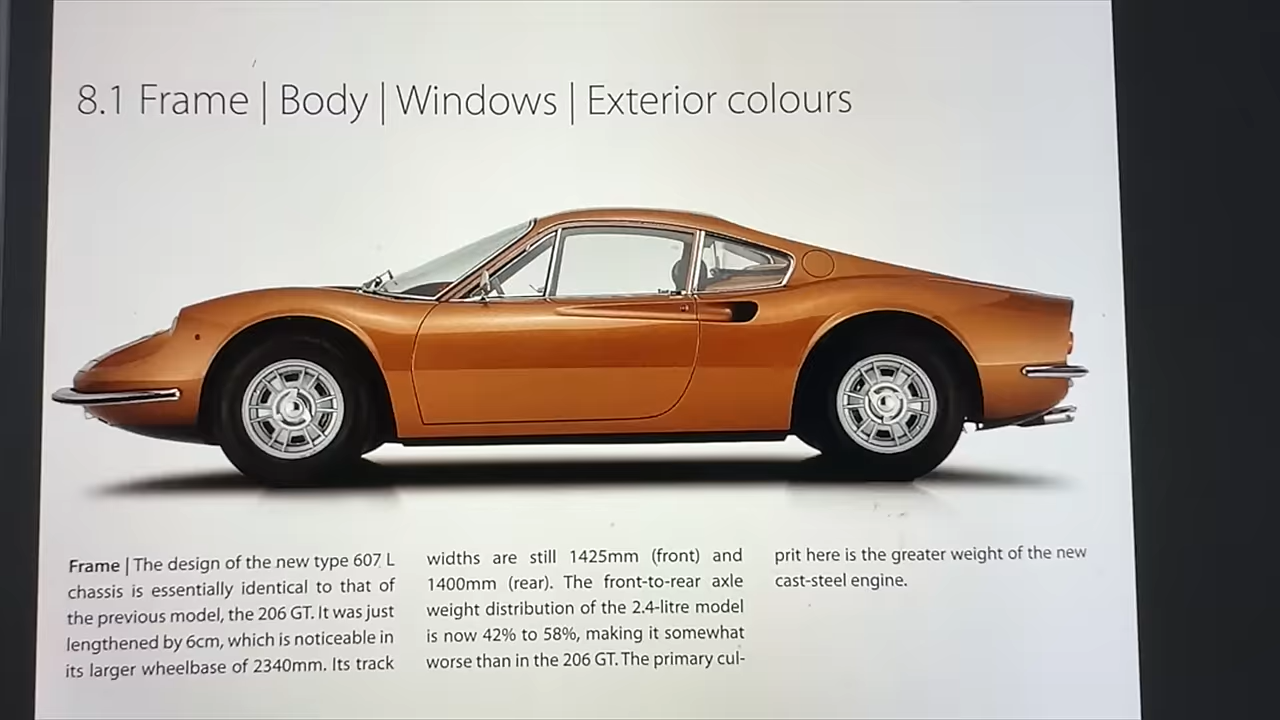 8.1 Frame | Body | Windows | Exterior colours
Frame | The design of the new type 607 L
chassis is essentially identical to that of
the previous model, the 206 GT. It was just
lengthened by 6cm, which is noticeable in
its larger wheelbase of 2340mm. Its track
widths are still 1425mm (front) and
1400mm (rear). The front-to-rear axle
weight distribution of the 2.4-litre model
is now 42% to 58%, making it somewhat
worse than in the 206 GT. The primary cul-
prit here is the greater weight of the new
cast-steel engine.